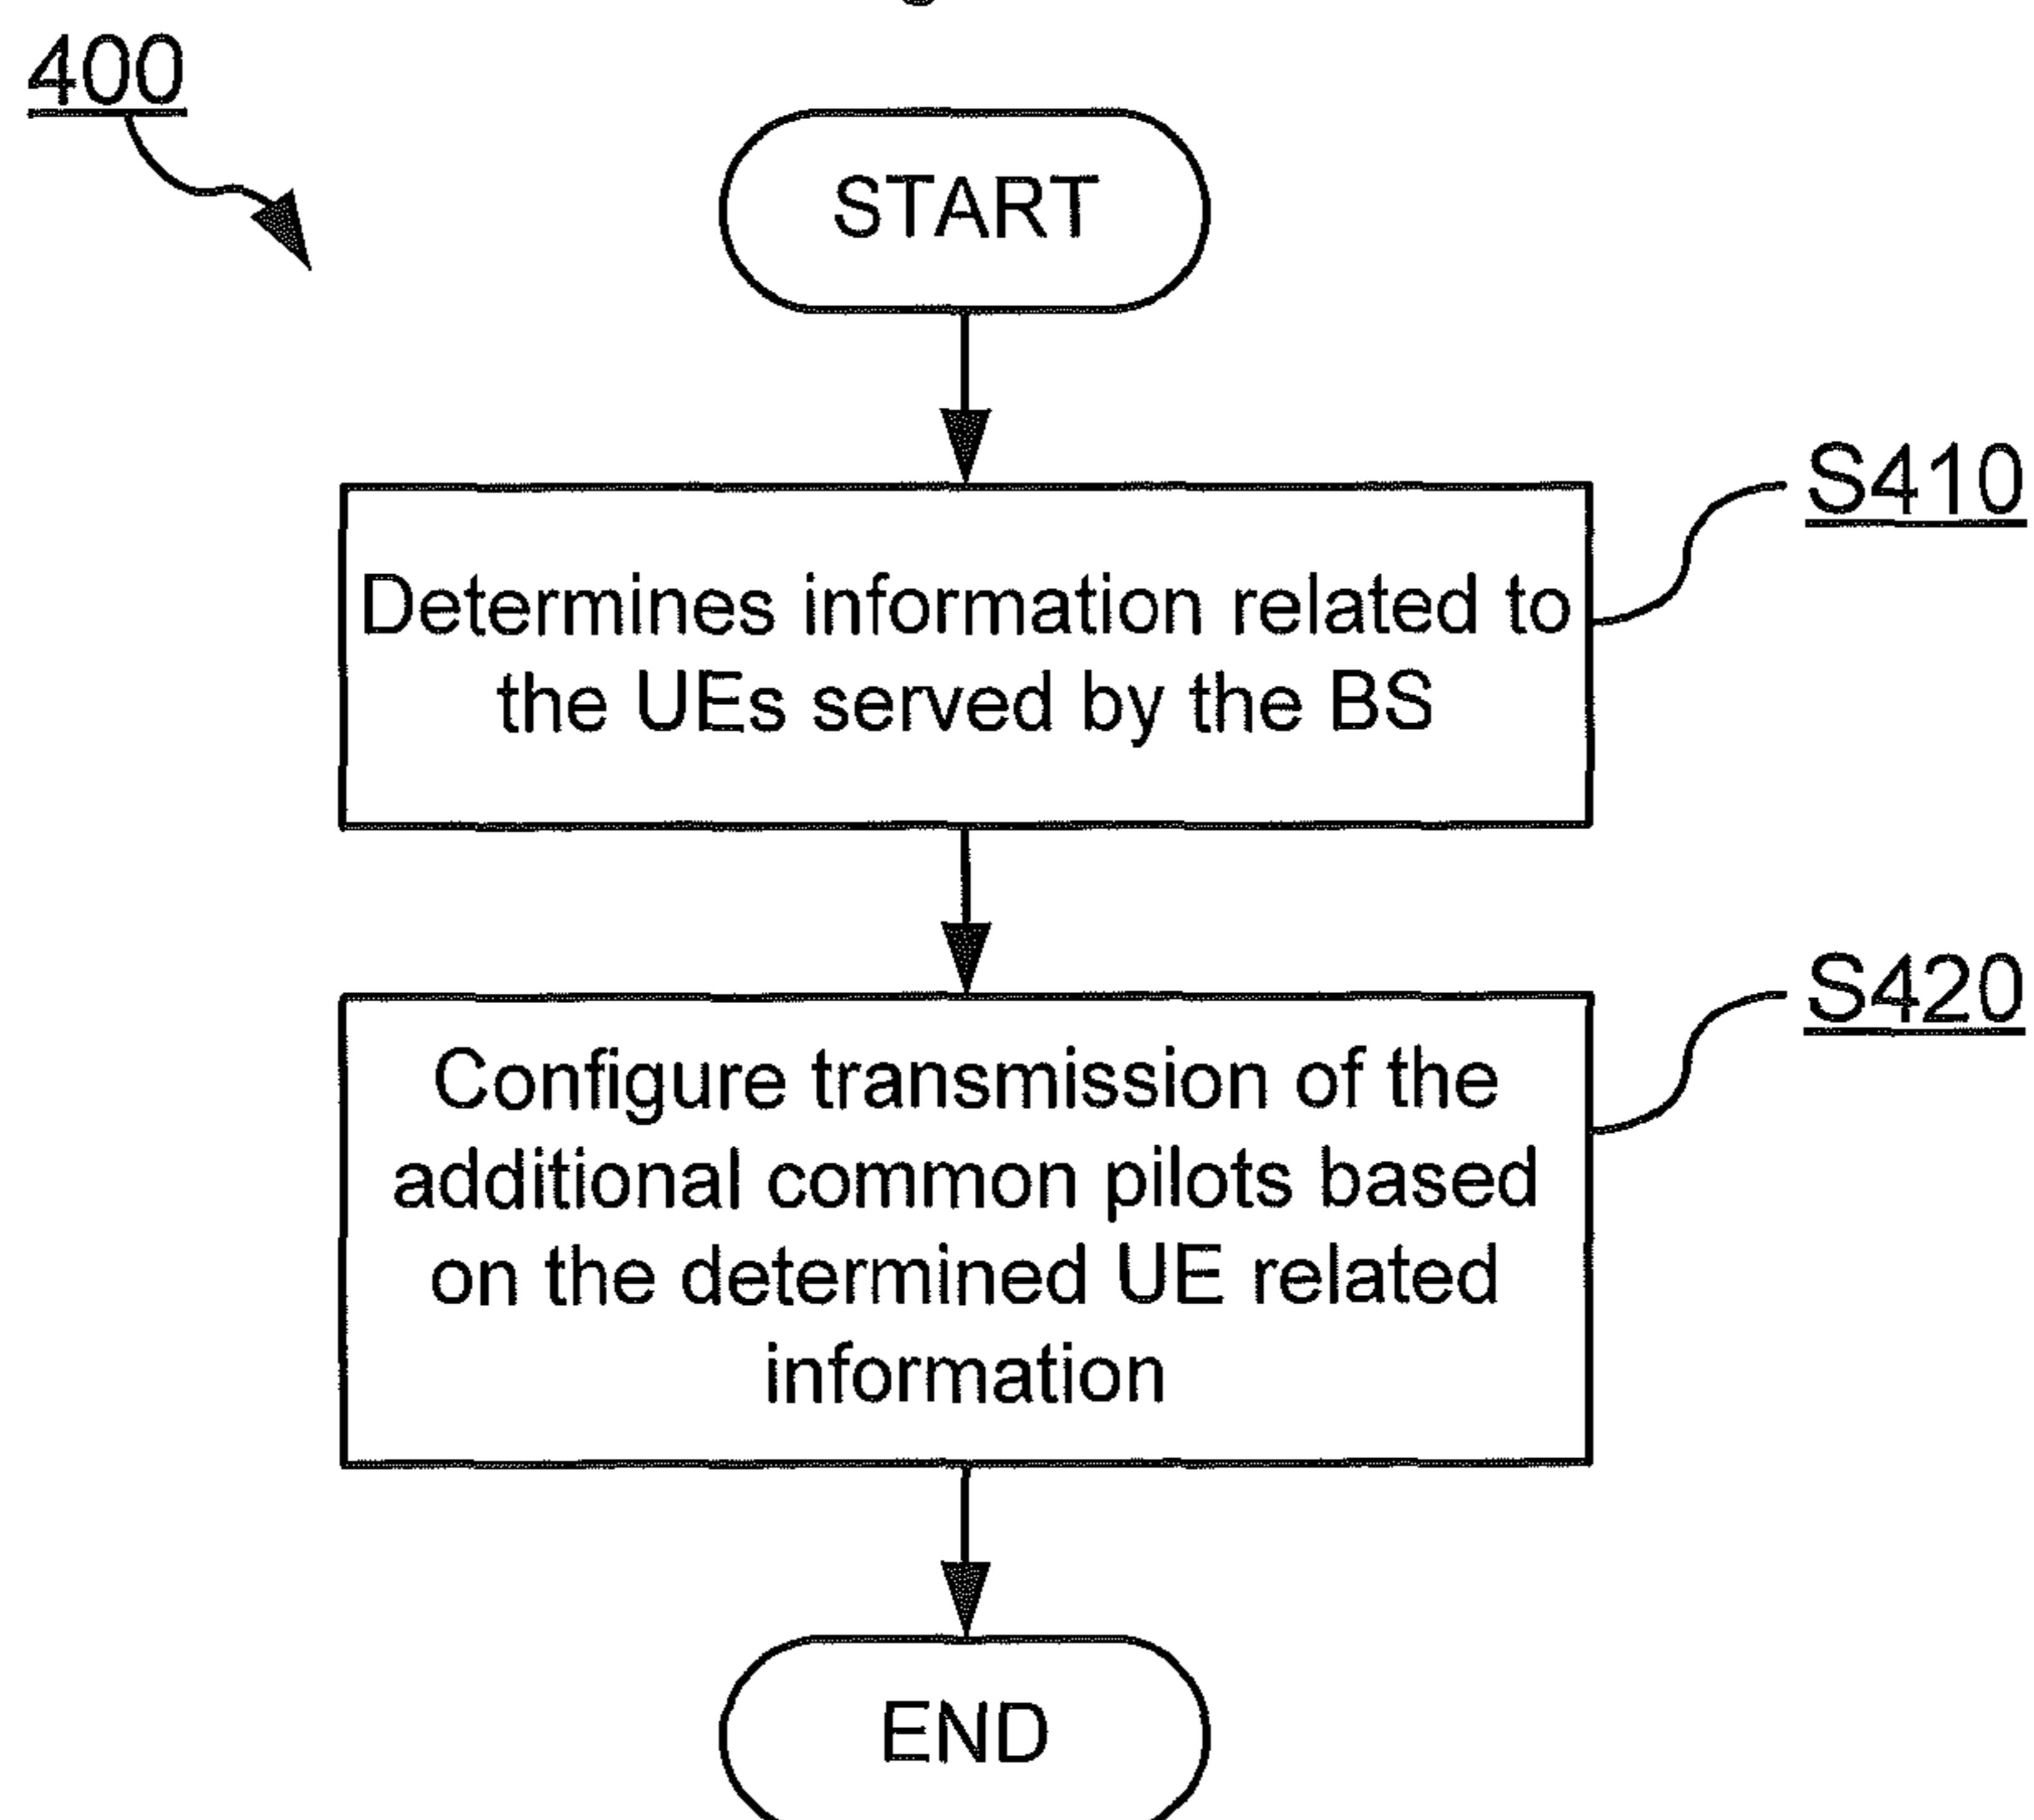 400
START
S410
Determines information related to
the UEs served by the BS
S420
Configure transmission of the
additional common pilots based
on the determined UE related
information
END